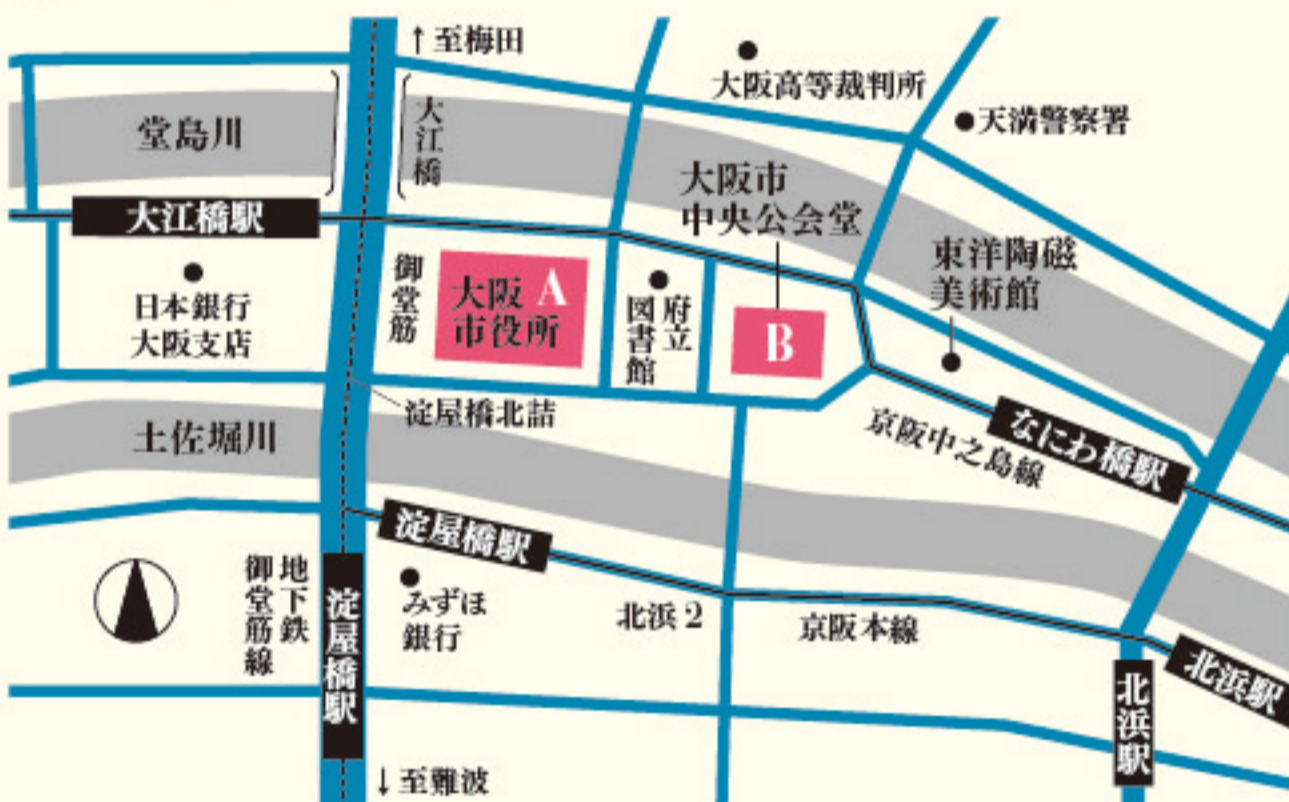 ↑至梅田
大阪高等裁判所
天満警察署
堂島川
大江橋
大阪市
中央公会堂
大江橋駅
東洋陶磁
美術館
御堂筋
大阪
市役所
A
府立
図書館
日本銀行
大阪支店
B
淀屋橋北詰
土佐堀川
京阪中之島線
なにわ橋駅
淀屋橋駅
地下鉄
御堂筋線
淀屋橋駅
みずほ
銀行
北浜2
京阪本線
北浜駅
北浜駅
↓至難波